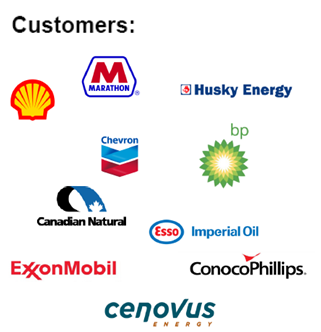 Customers:
M
MARATHON
Husky Energy
Chevron
bp
Canadian Natural
Esso Imperial Oil
ExxonMobil
ConocoPhillips.
cenovus
ENERGY